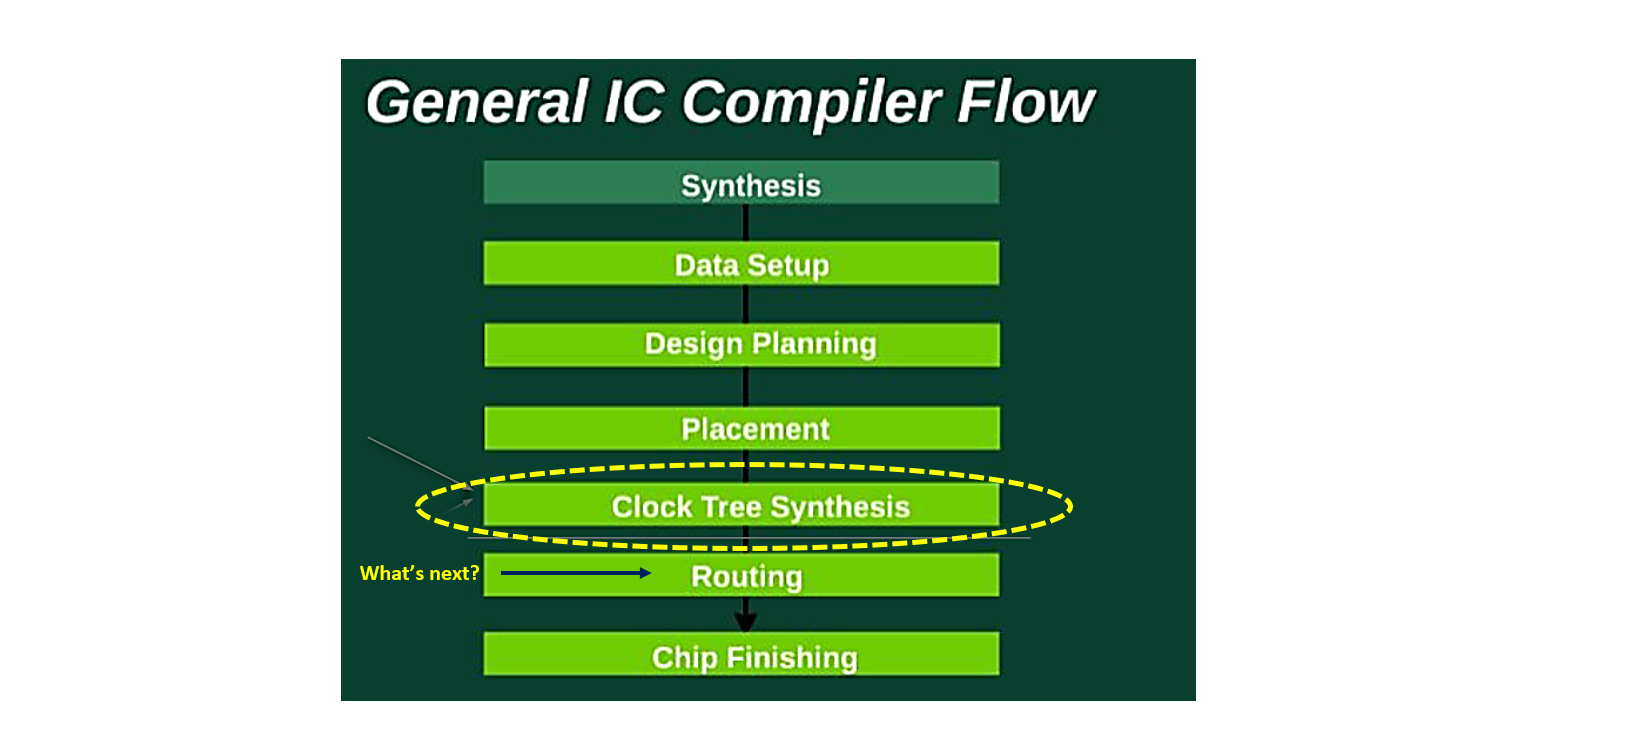 General IC Compiler Flow
Synthesis
Data Setup
Design Planning
Placement
Clock Tree Synthesis
What’s next?
Routing
Chip Finishing